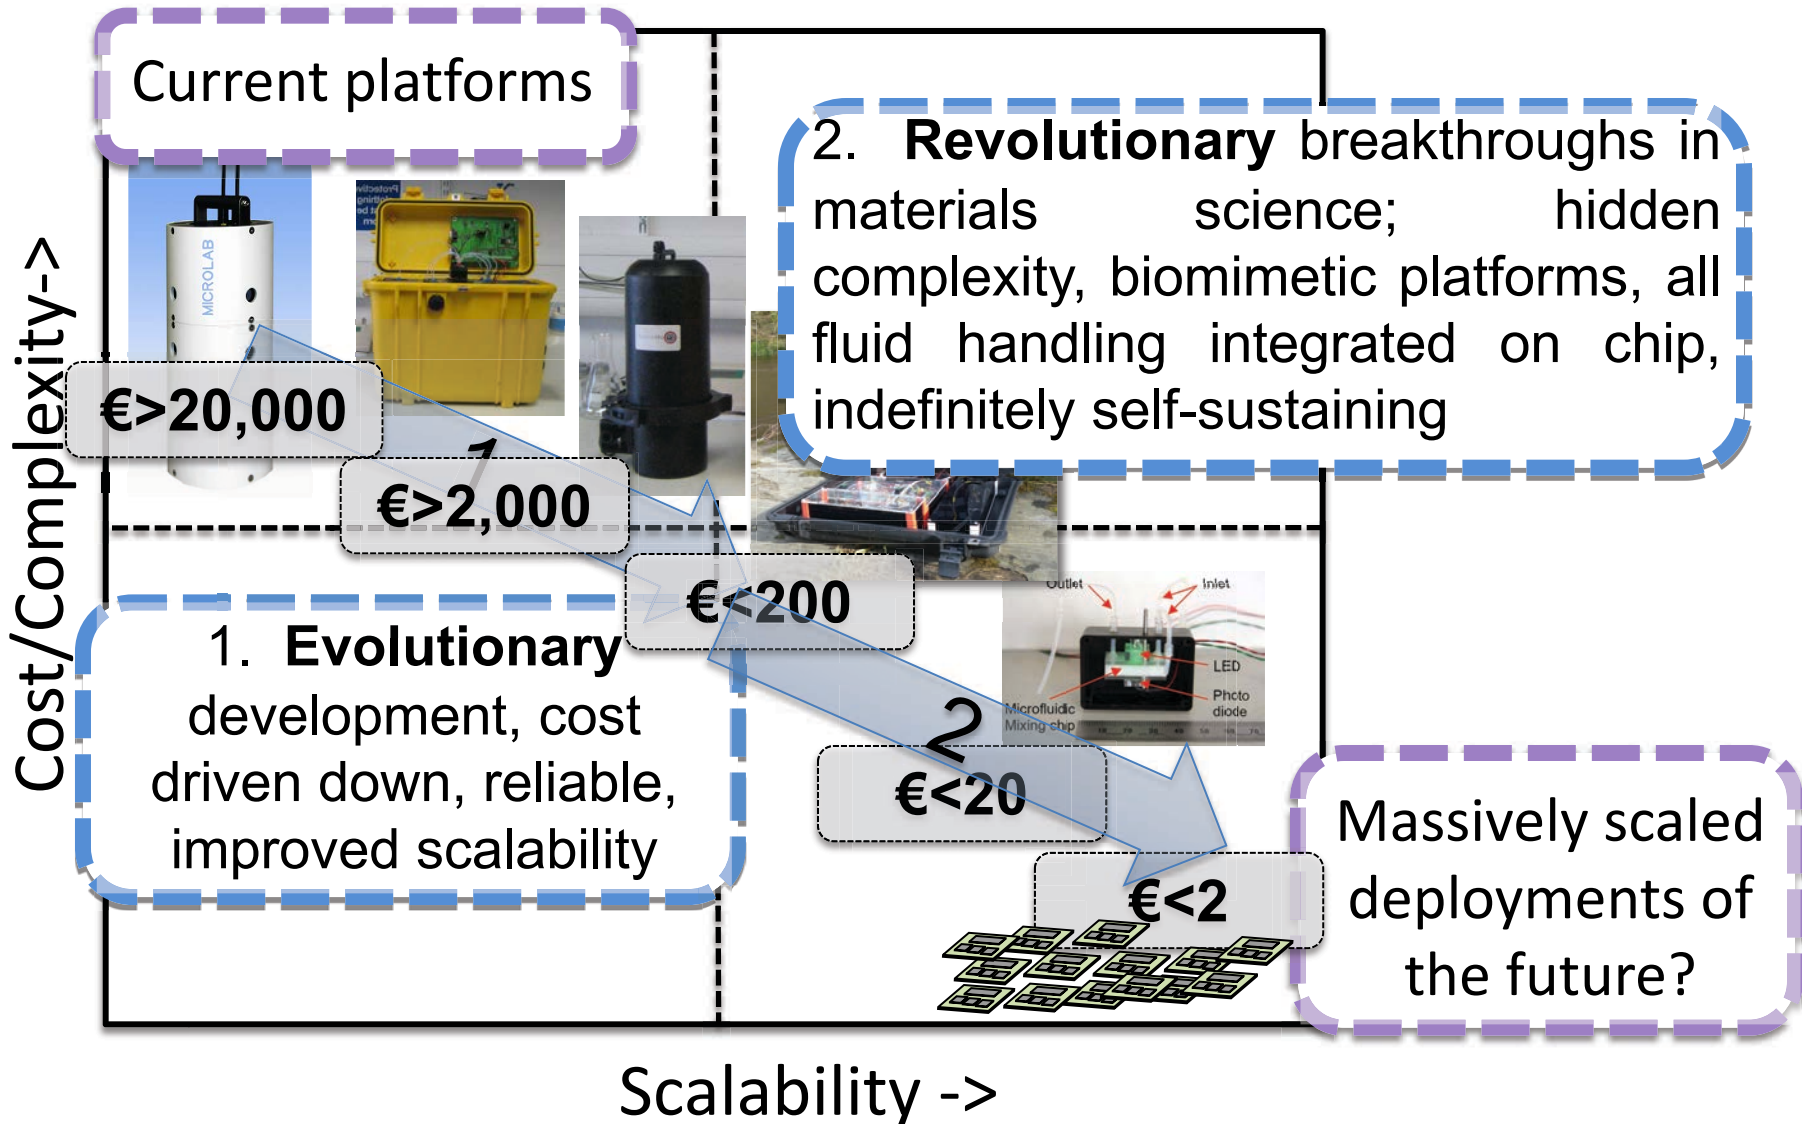 Current platforms
2. Revolutionary breakthroughs in
materials science; hidden
complexity, biomimetic platforms, all
fluid handling integrated on chip,
indefinitely self-sustaining
MICROLAB
Protective
Cost/Complexity->
€>20,000
1
€>2,000
€<200
1. Evolutionary
development, cost
driven down, reliable,
improved scalability
Outlet
Inlet
LED
Photo
diode
Microfluidic
Mixing chip
2
€<20
€<2
Massively scaled
deployments of
the future?
Scalability ->